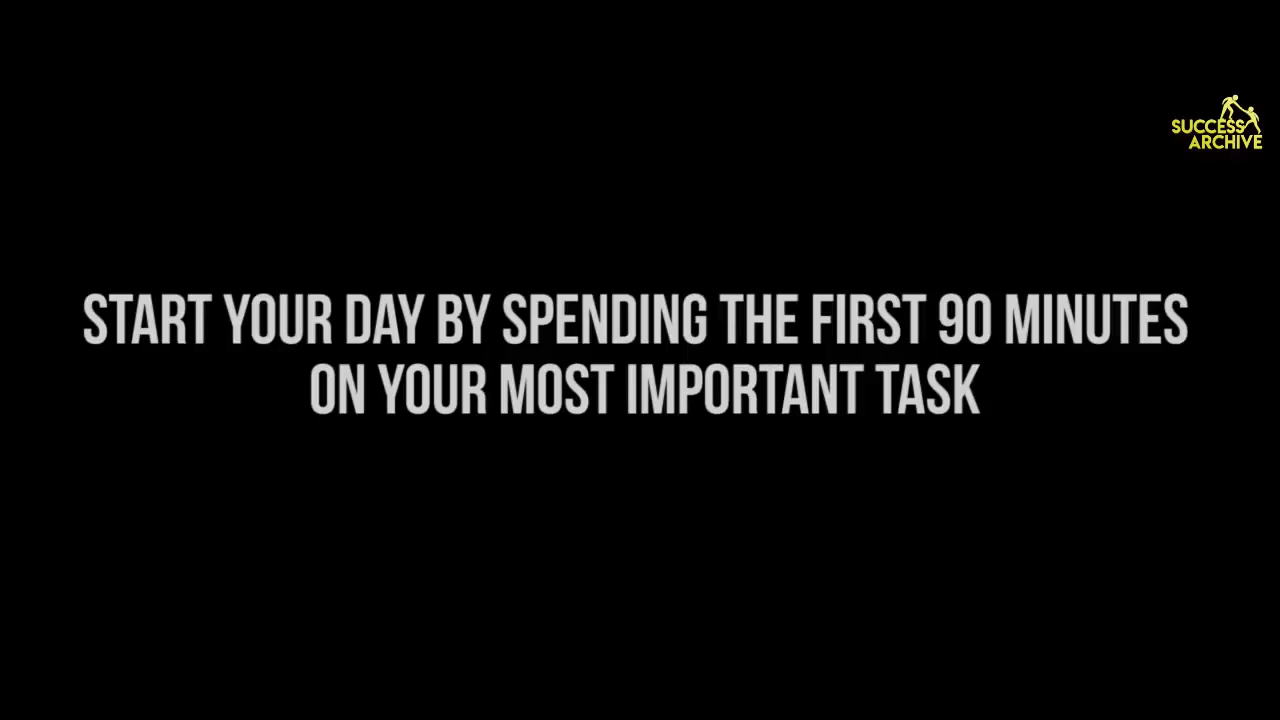 SUCCESS
ARCHIVE
START YOUR DAY BY SPENDING THE FIRST 90 MINUTES
ON YOUR MOST IMPORTANT TASK